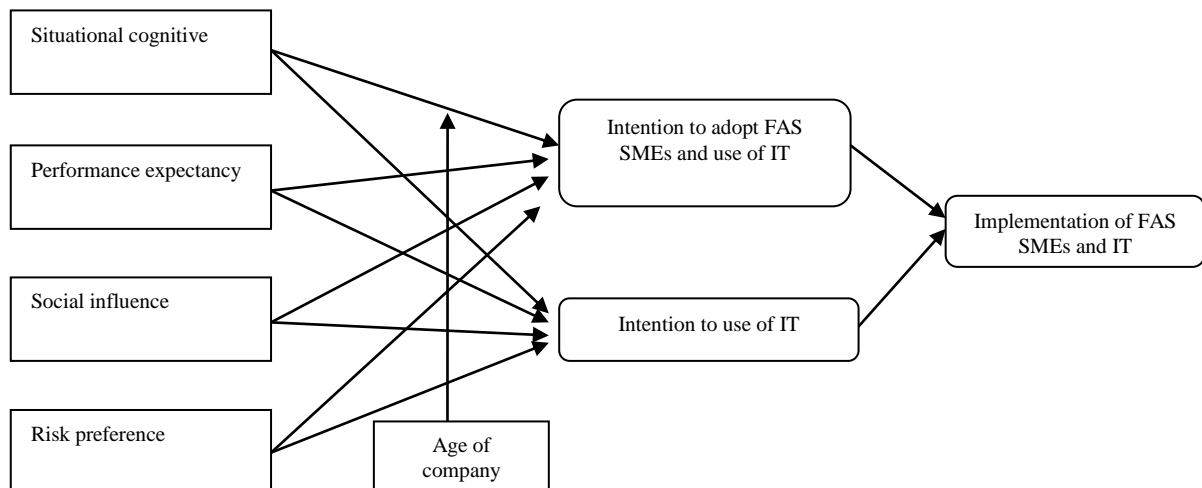 Situational cognitive
Performance expectancy
Social influence
Risk preference
Age of
company
Intention to adopt FAS
SMEs and use of IT
Intention to use of IT
Implementation of FAS
SMEs and IT